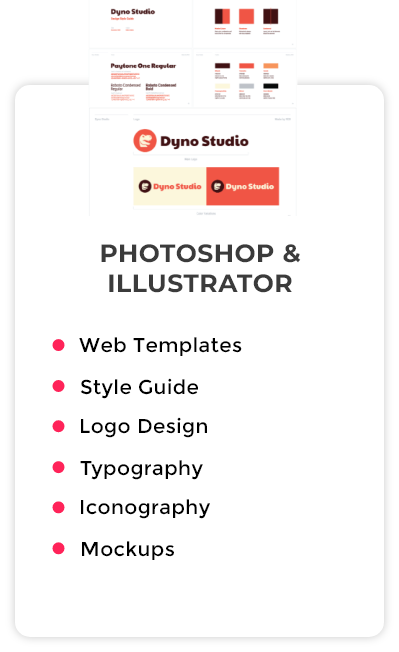 Dyno Studio
Paytone One Regular
Dyno Studio
Dyno Studio
Dyno Studio
PHOTOSHOP &
ILLUSTRATOR
Web Templates
Style Guide
Logo Design
Typography
Iconography
Mockups